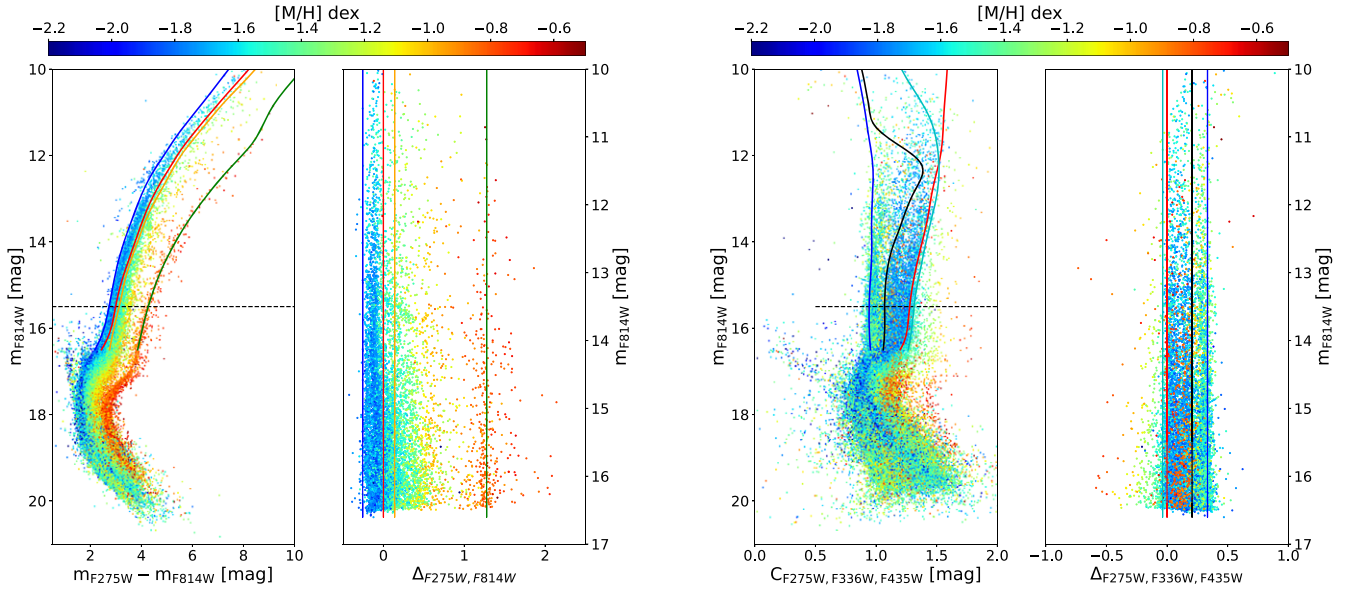 [M/H] dex
−2.2 −2.0 −1.8 −1.6 −1.4 −1.2 −1.0 −0.8 −0.6
10
12
14
16
18
20
m_F814W [mag]
2 4 6 8 10
m_F275W − m_F814W [mag]
10
11
12
13
14
15
16
17
m_F814W [mag]
0 1 2
Δ_F275W, F814W
[M/H] dex
−2.2 −2.0 −1.8 −1.6 −1.4 −1.2 −1.0 −0.8 −0.6
10
12
14
16
18
20
m_F814W [mag]
0.0 0.5 1.0 1.5 2.0
C_F275W, F336W, F435W [mag]
10
11
12
13
14
15
16
17
m_F814W [mag]
−1.0 −0.5 0.0 0.5 1.0
Δ_F275W, F336W, F435W